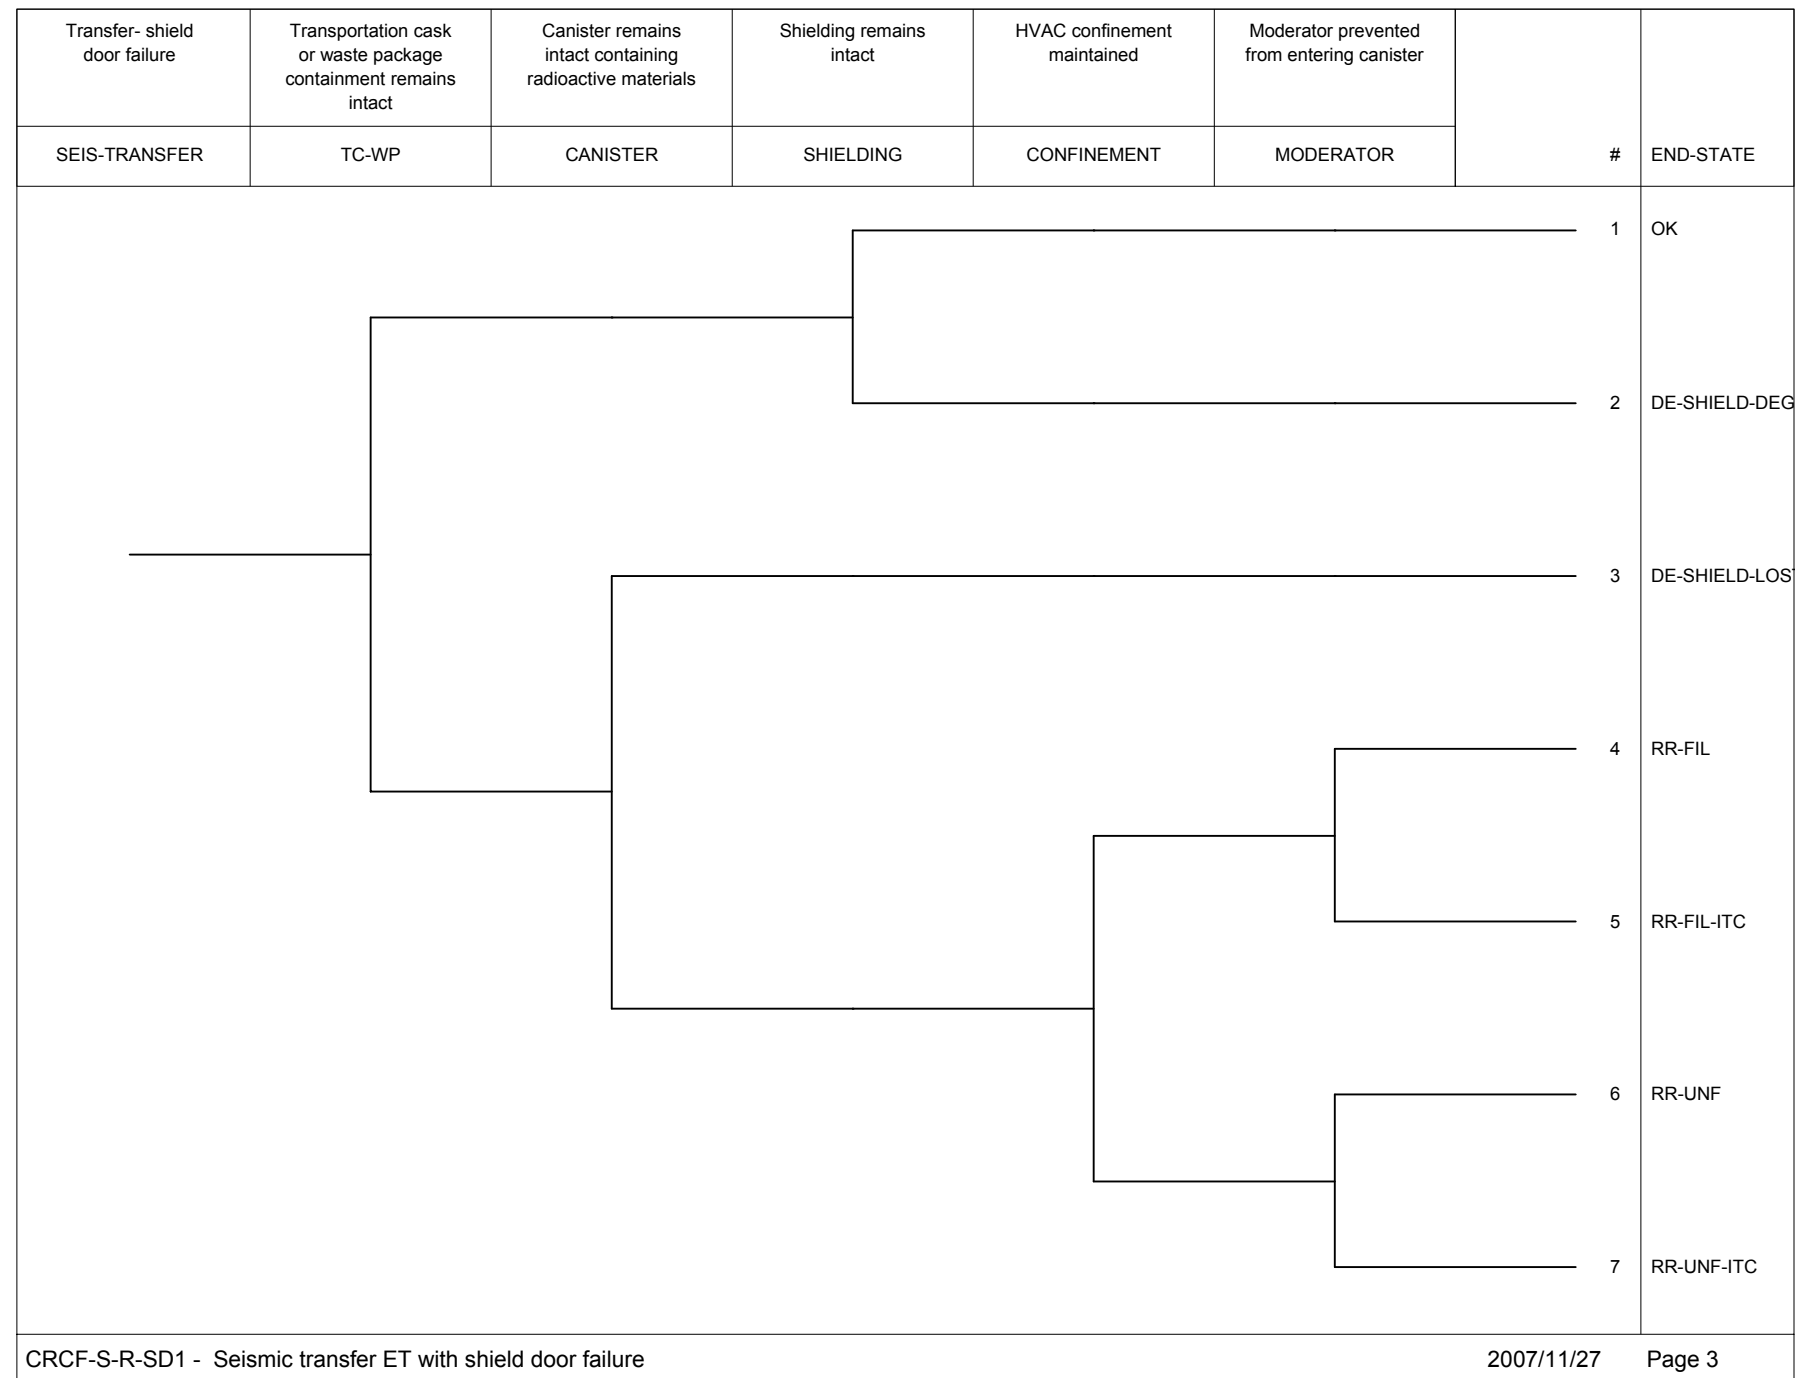 Transfer- shield
door failure
Transportation cask
or waste package
containment remains
intact
Canister remains
intact containing
radioactive materials
Shielding remains
intact
HVAC confinement
maintained
Moderator prevented
from entering canister
SEIS-TRANSFER
TC-WP
CANISTER
SHIELDING
CONFINEMENT
MODERATOR
#
END-STATE
1 OK
2 DE-SHIELD-DEG
3 DE-SHIELD-LOST
4 RR-FIL
5 RR-FIL-ITC
6 RR-UNF
7 RR-UNF-ITC
CRCF-S-R-SD1 - Seismic transfer ET with shield door failure 2007/11/27 Page 3